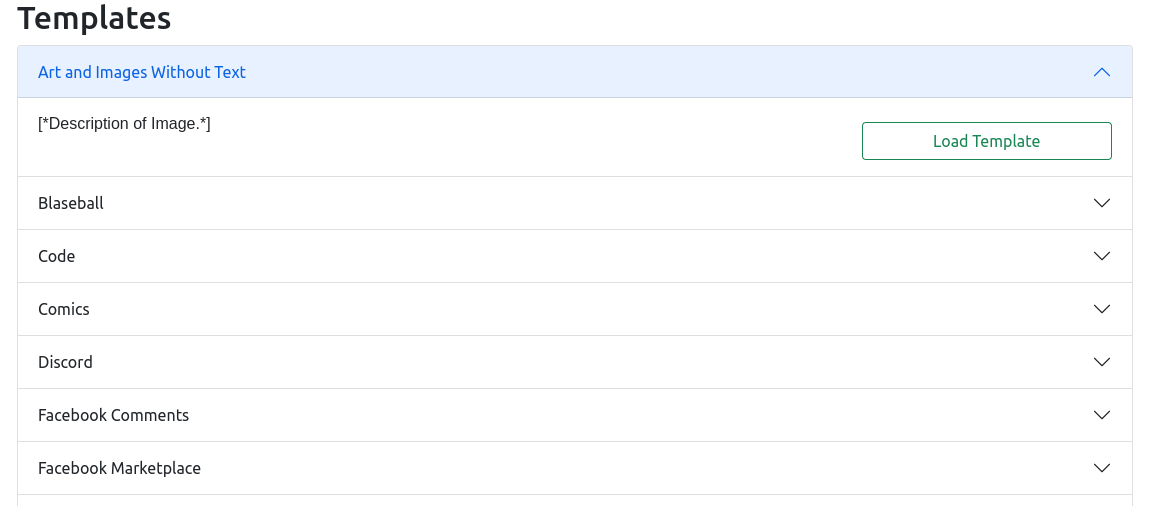 Templates
Art and Images Without Text
[*Description of Image.*]
Load Template
Blaseball
Code
Comics
Discord
Facebook Comments
Facebook Marketplace